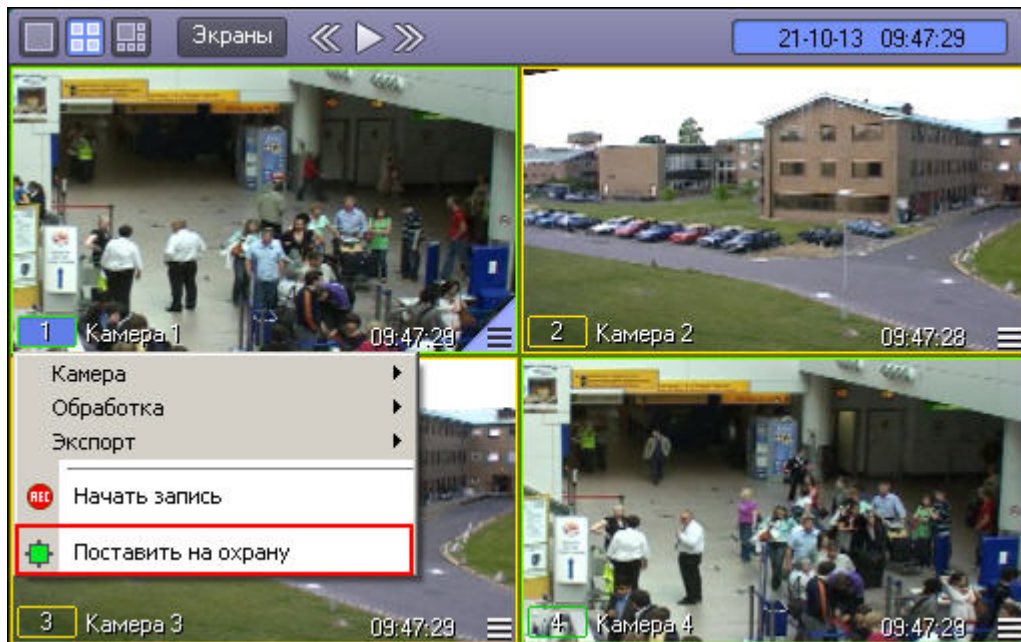 Экраны
21-10-13 09:47:29
1 Камера 1 09:47:29
2 Камера 2 09:47:28
Камера
Обработка
Экспорт
REC Начать запись
Поставить на охрану
3 Камера 3 09:47:29
4 Камера 4 09:47:29